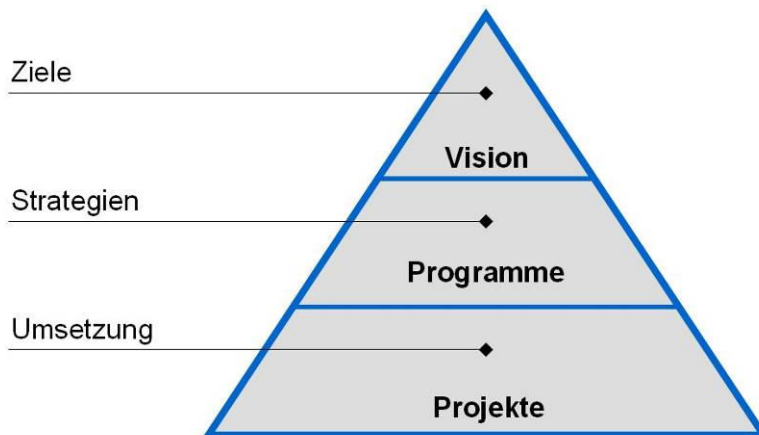 Ziele
Vision
Strategien
Programme
Umsetzung
Projekte